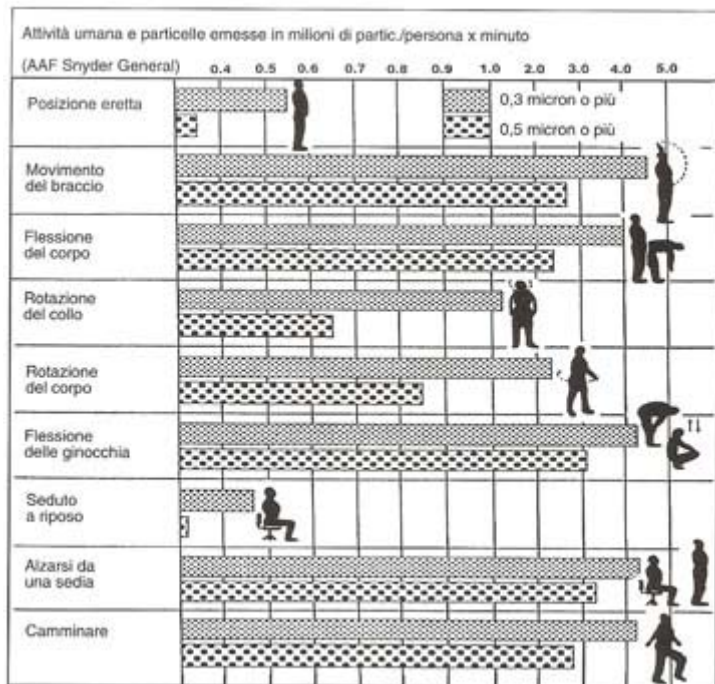 Attività umana e particelle emesse in milioni di partic./persona x minuto
(AAF Snyder General) 0.4 0.5 0.6 0.7 0.8 0.9 1.0 2.0 3.0 4.0 5.0
Posizione eretta
0,3 micron o più
0,5 micron o più
Movimento
del braccio
Flessione
del corpo
Rotazione
del collo
Rotazione
del corpo
Flessione
delle ginocchia
Seduto
a riposo
Alzarsi da
una sedia
Camminare